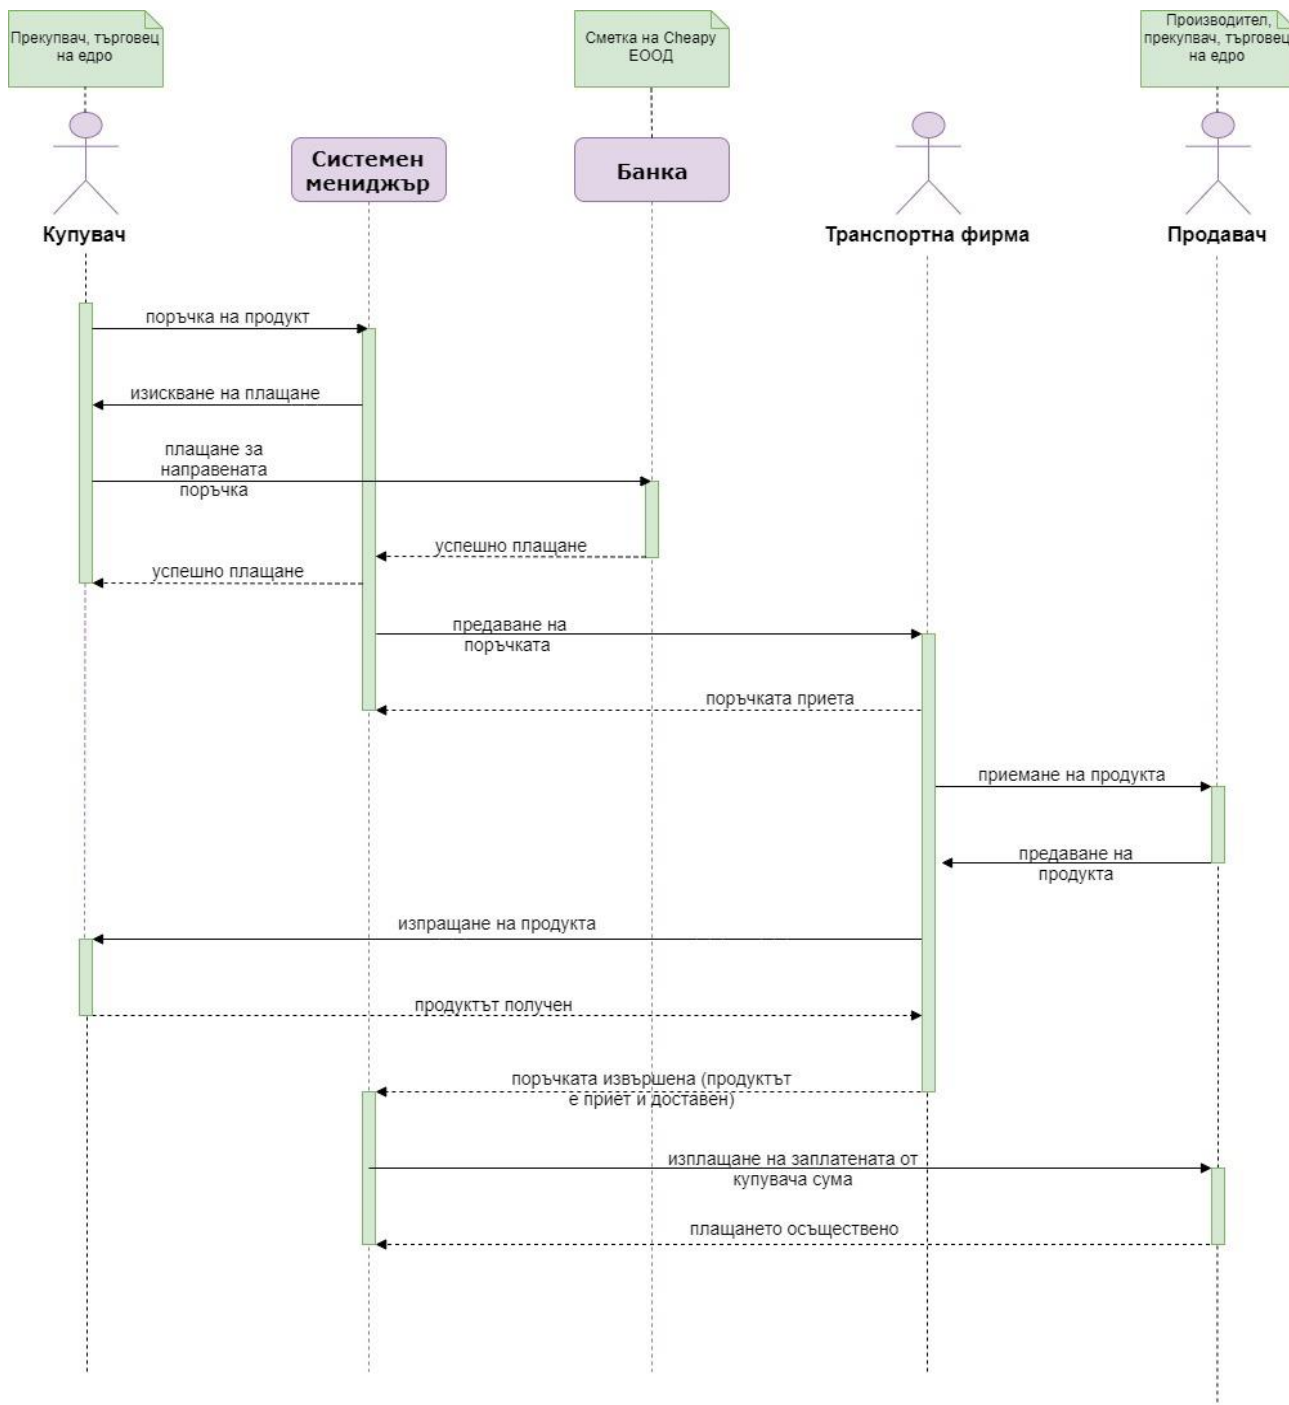 Прекупвач, търговец
на едро
Сметка на Cheapy
ЕООД
Производител,
прекупвач, търговец
на едро
Системен
мениджър
Банка
Купувач
Транспортна фирма
Продавач
поръчка на продукт
изискване на плащане
плащане за
направената
поръчка
успешно плащане
успешно плащане
предаване на
поръчката
поръчката приета
приемане на продукта
предаване на
продукта
изпращане на продукта
продуктът получен
поръчката извършена (продуктът
е приет и доставен)
изплащане на заплатената от
купувача сума
плащането осъществено